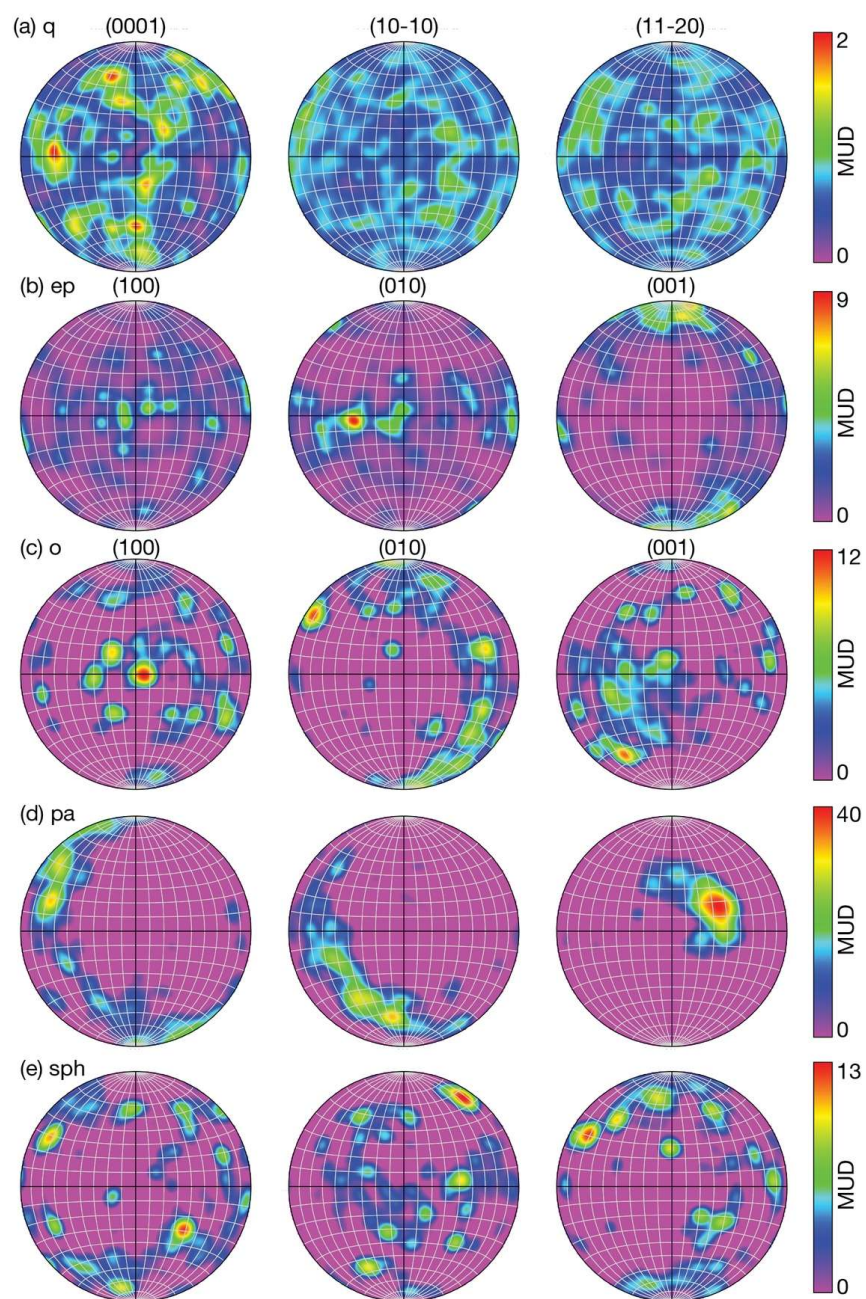 (a) q (0001) (10-10) (11-20)
2
MUD
0
(b) ep (100) (010) (001)
9
MUD
0
(c) o (100) (010) (001)
12
MUD
0
(d) pa
40
MUD
0
(e) sph
13
MUD
0